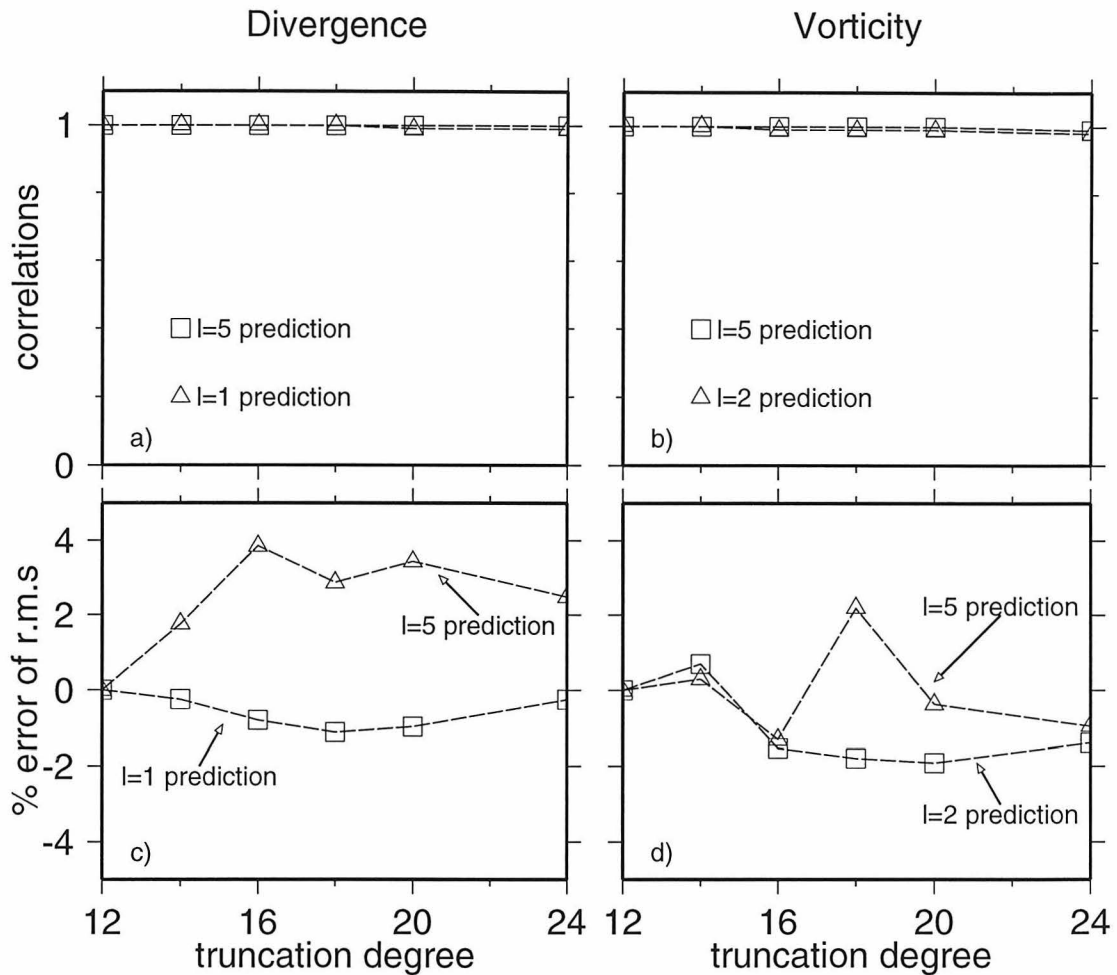 Divergence
Vorticity
correlations
1
0
l=5 prediction
l=1 prediction
a)
l=5 prediction
l=2 prediction
b)
% error of r.m.s
4
2
0
-2
-4
l=5 prediction
l=1 prediction
c)
l=5 prediction
l=2 prediction
d)
12
16
20
24
12
16
20
24
truncation degree
truncation degree